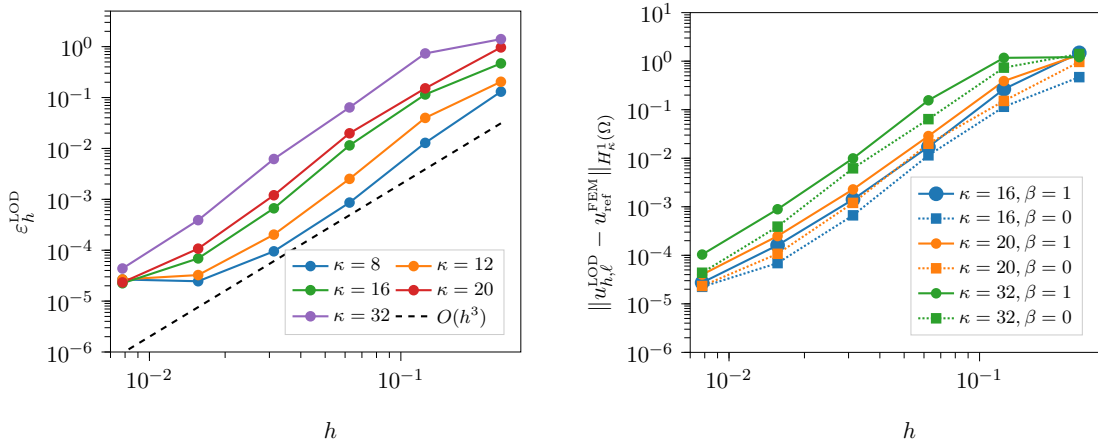 10^0
10^{-1}
10^{-2}
10^{-3}
10^{-4}
10^{-5}
10^{-6}
ε_h^{LOD}
κ = 8
κ = 12
κ = 16
κ = 20
κ = 32
O(h^3)
10^{-2}
10^{-1}
h
10^1
10^0
10^{-1}
10^{-2}
10^{-3}
10^{-4}
10^{-5}
10^{-6}
||u_{h,ℓ}^{LOD} − u_{ref}^{FEM}||_{H_κ^1(Ω)}
κ = 16, β = 1
κ = 16, β = 0
κ = 20, β = 1
κ = 20, β = 0
κ = 32, β = 1
κ = 32, β = 0
10^{-2}
10^{-1}
h